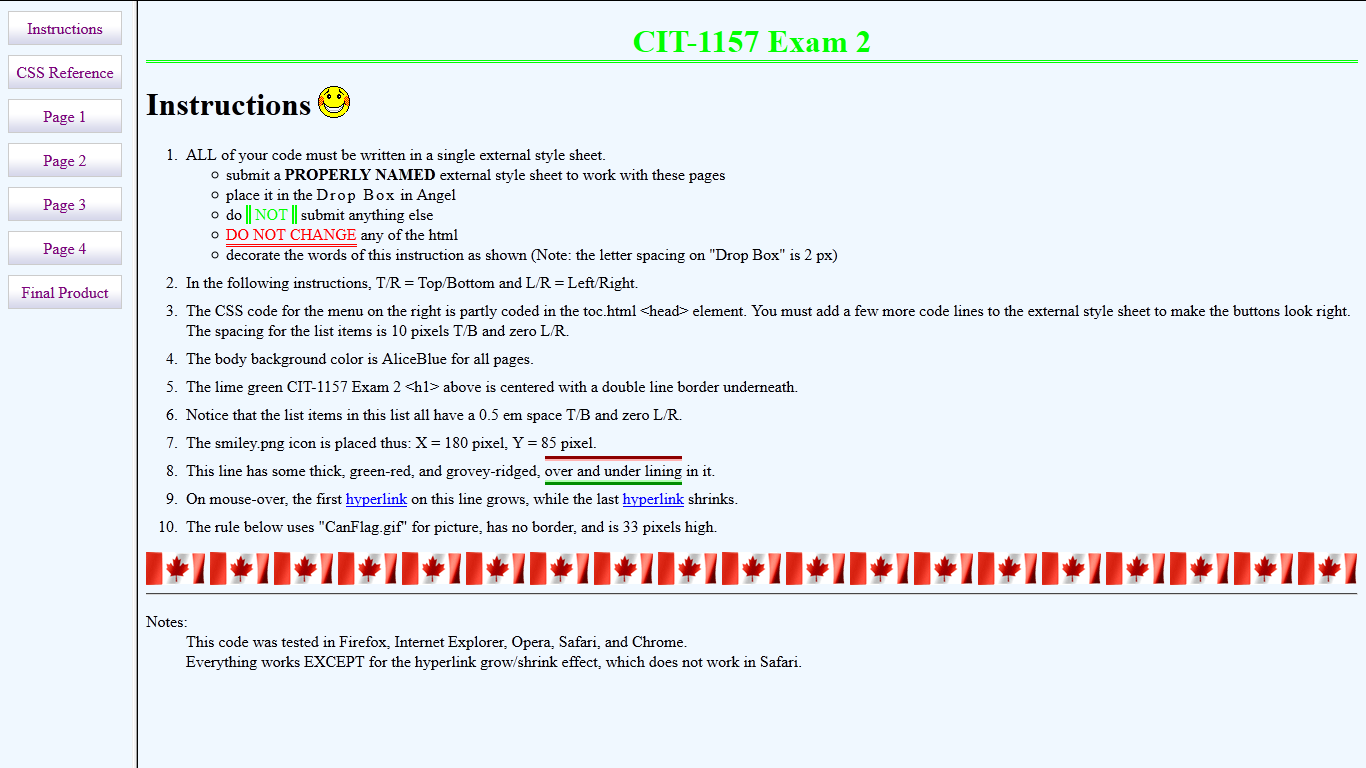 Instructions
CSS Reference
Page 1
Page 2
Page 3
Page 4
Final Product
CIT-1157 Exam 2
Instructions
1. ALL of your code must be written in a single external style sheet.
submit a PROPERLY NAMED external style sheet to work with these pages
place it in the Drop Box in Angel
do NOT submit anything else
DO NOT CHANGE any of the html
decorate the words of this instruction as shown (Note: the letter spacing on "Drop Box" is 2 px)
2. In the following instructions, T/R = Top/Bottom and L/R = Left/Right.
3. The CSS code for the menu on the right is partly coded in the toc.html <head> element. You must add a few more code lines to the external style sheet to make the buttons look right.
The spacing for the list items is 10 pixels T/B and zero L/R.
4. The body background color is AliceBlue for all pages.
5. The lime green CIT-1157 Exam 2 <h1> above is centered with a double line border underneath.
6. Notice that the list items in this list all have a 0.5 em space T/B and zero L/R.
7. The smiley.png icon is placed thus: X = 180 pixel, Y = 85 pixel.
8. This line has some thick, green-red, and grovey-ridged, over and under lining in it.
9. On mouse-over, the first hyperlink on this line grows, while the last hyperlink shrinks.
10. The rule below uses "CanFlag.gif" for picture, has no border, and is 33 pixels high.
Notes:
This code was tested in Firefox, Internet Explorer, Opera, Safari, and Chrome.
Everything works EXCEPT for the hyperlink grow/shrink effect, which does not work in Safari.